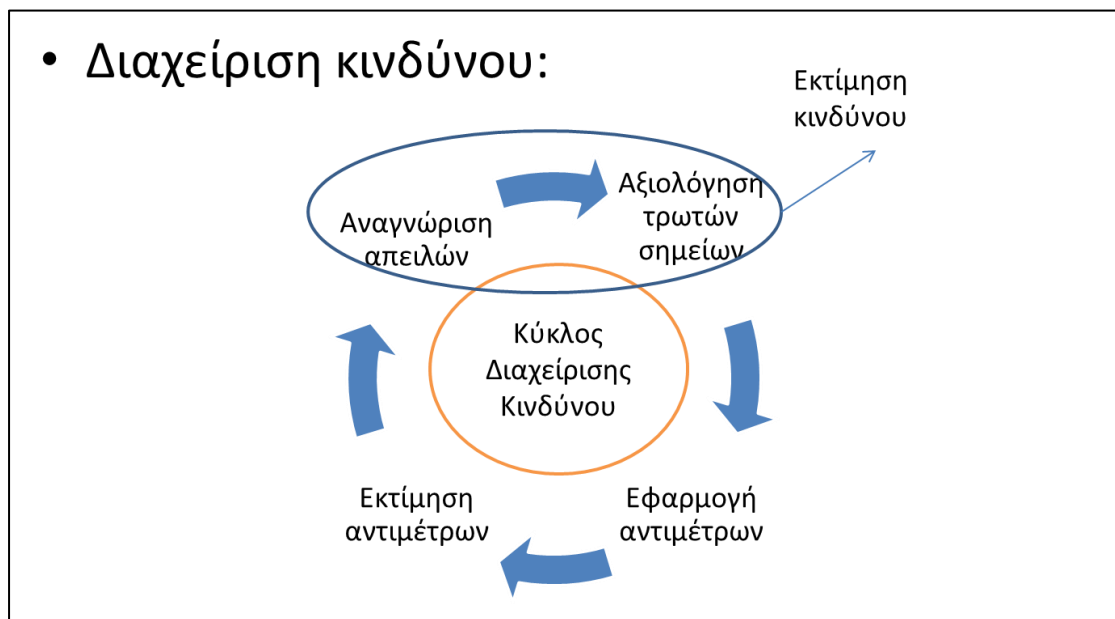 • Διαχείριση κινδύνου:
Εκτίμηση
κινδύνου
Αναγνώριση
απειλών
Αξιολόγηση
τρωτών
σημείων
Κύκλος
Διαχείρισης
Κινδύνου
Εκτίμηση
αντιμέτρων
Εφαρμογή
αντιμέτρων